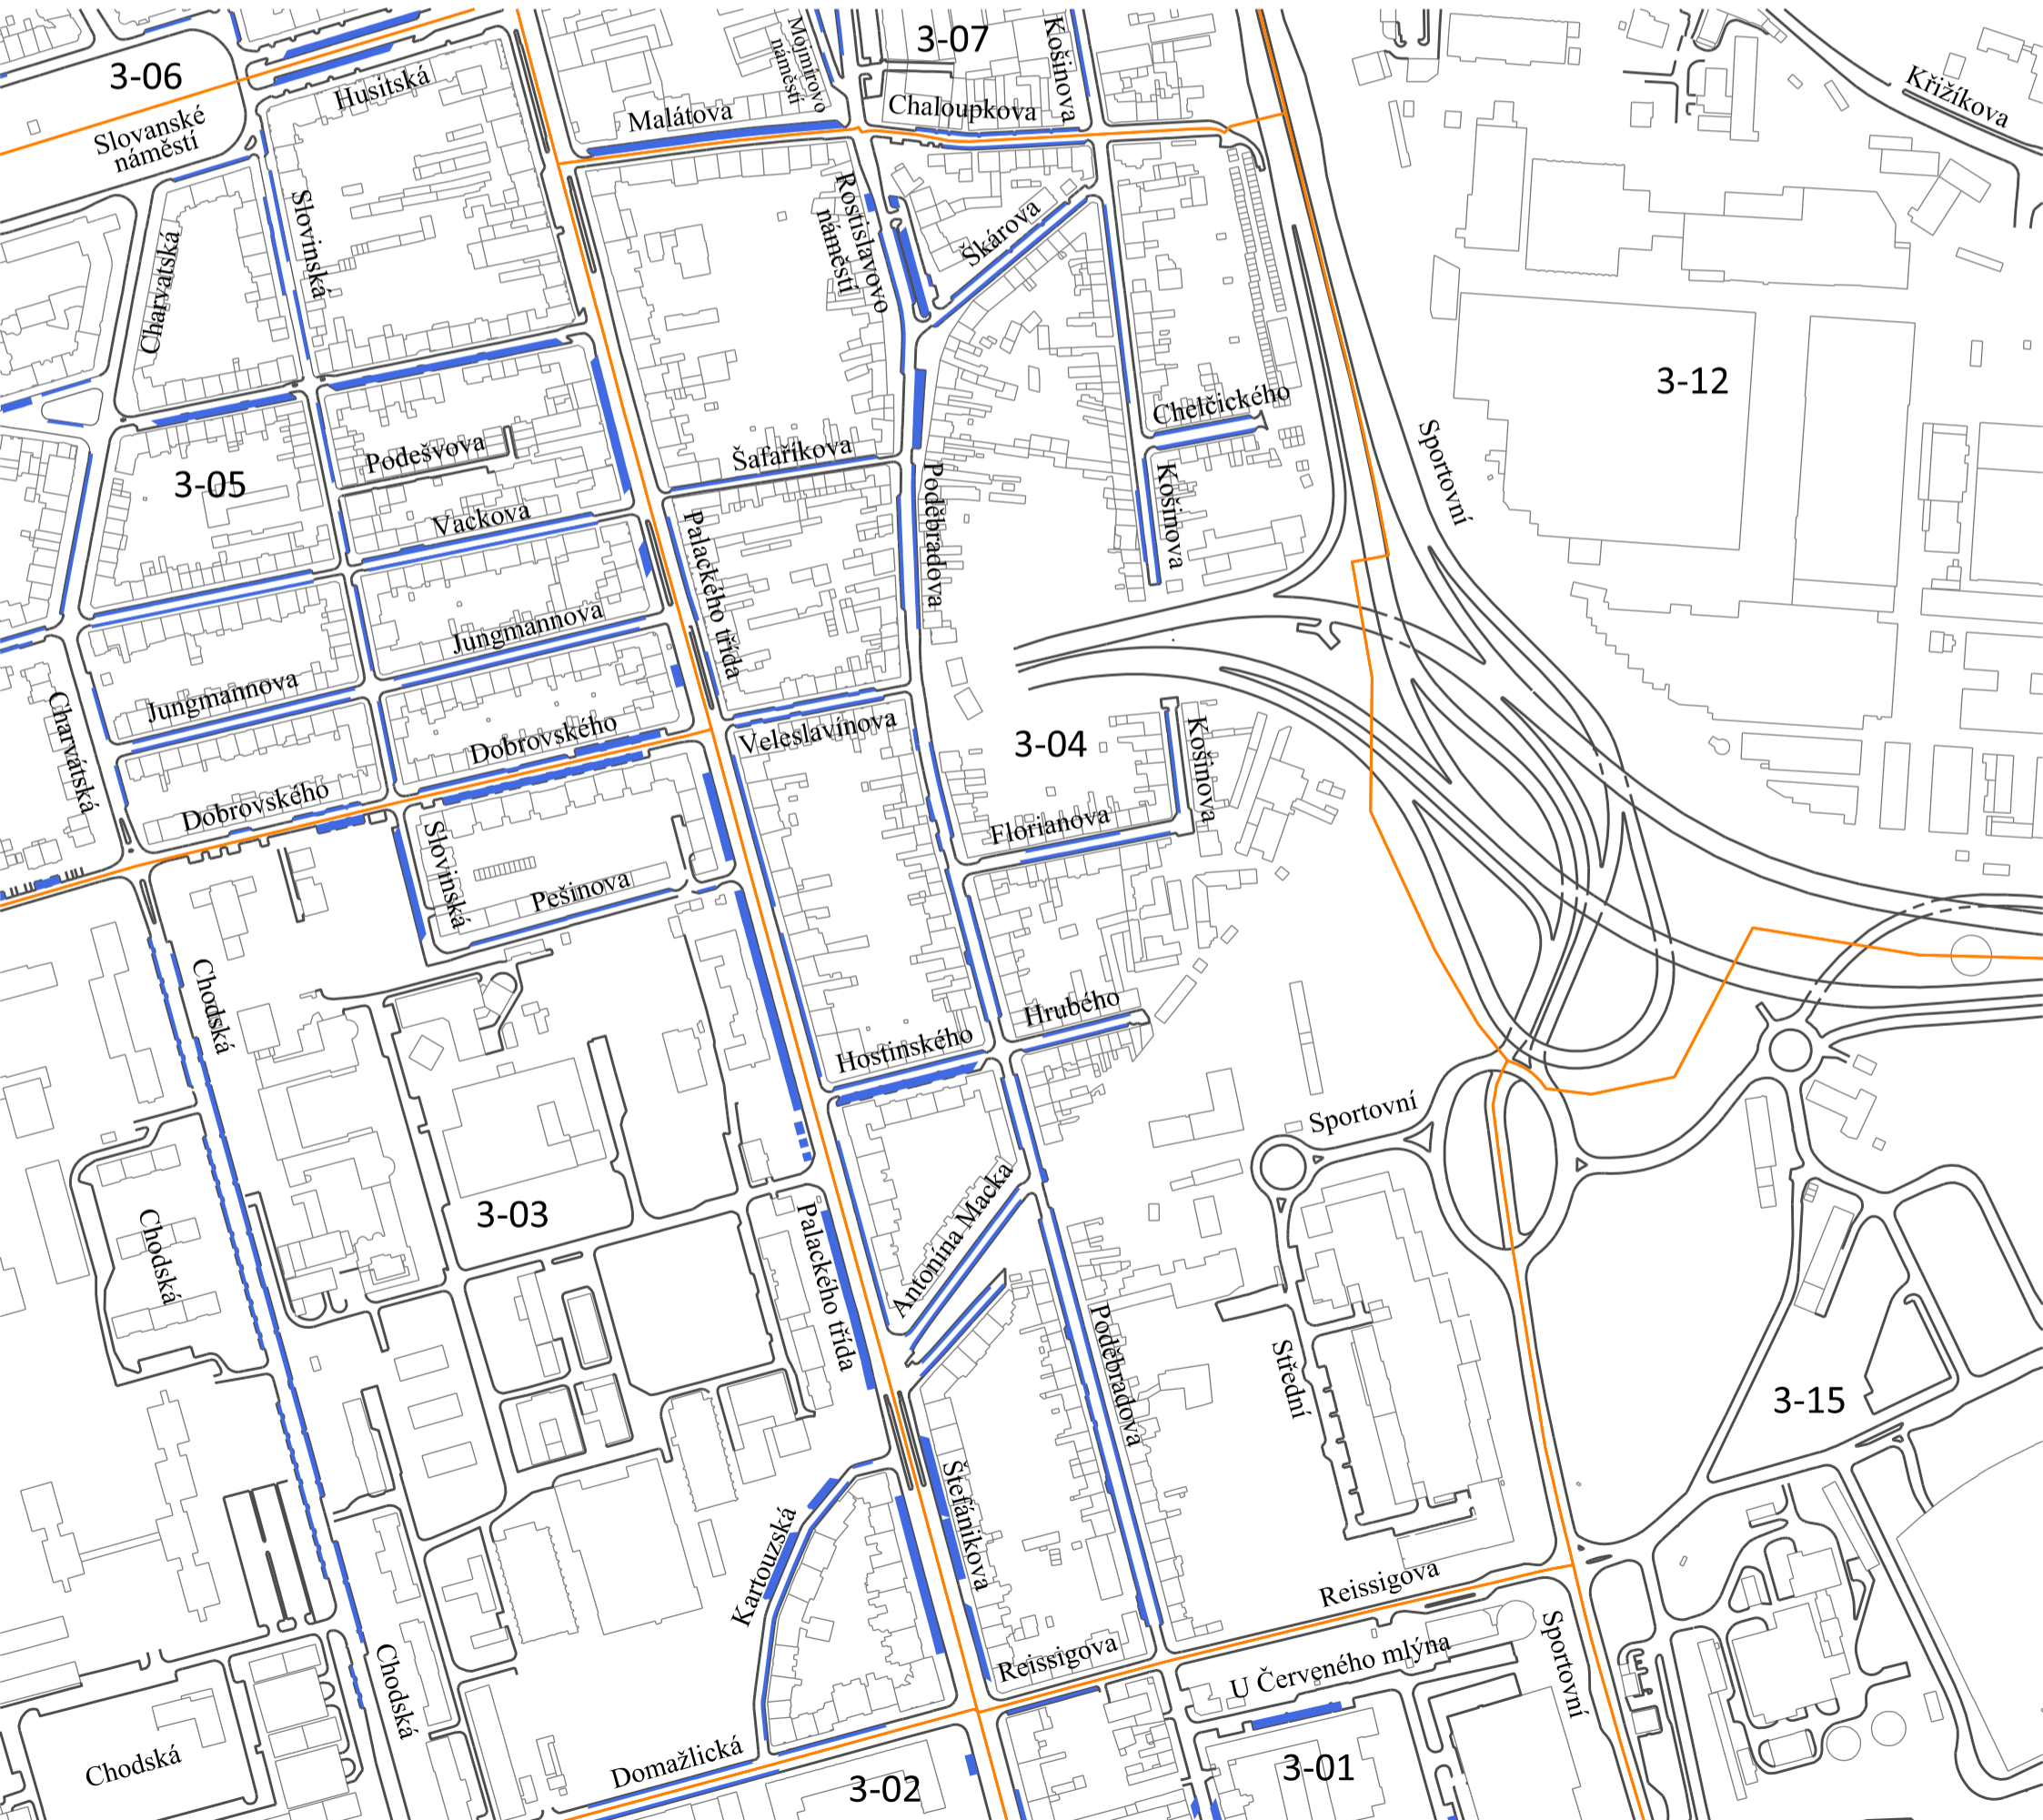 3-07
Mojmírovo
náměstí
Košinova
3-06
Husitská
Křižíkova
Malátova
Chaloupkova
Slovanské
náměstí
Rostislavovo
náměstí
Slovinská
Škárova
Charvatská
3-12
Chelčického
Podešvova
Šafaříkova
Sportovní
3-05
Vackova
Palackého třída
Poděbradova
Košinova
Jungmannova
Jungmannova
Charvátská
Dobrovského
Veleslavínova
3-04
Košinova
Dobrovského
Florianova
Slovinská
Pešinova
Chodská
Hrubého
Hostinského
Sportovní
3-03
Antonína Macka
Chodská
Palackého třída
Poděbradova
Střední
3-15
Štefánikova
Kartouzská
Reissigova
Sportovní
Reissigova
U Červeného mlýna
Chodská
Domažlická
Chodská
3-02
3-01